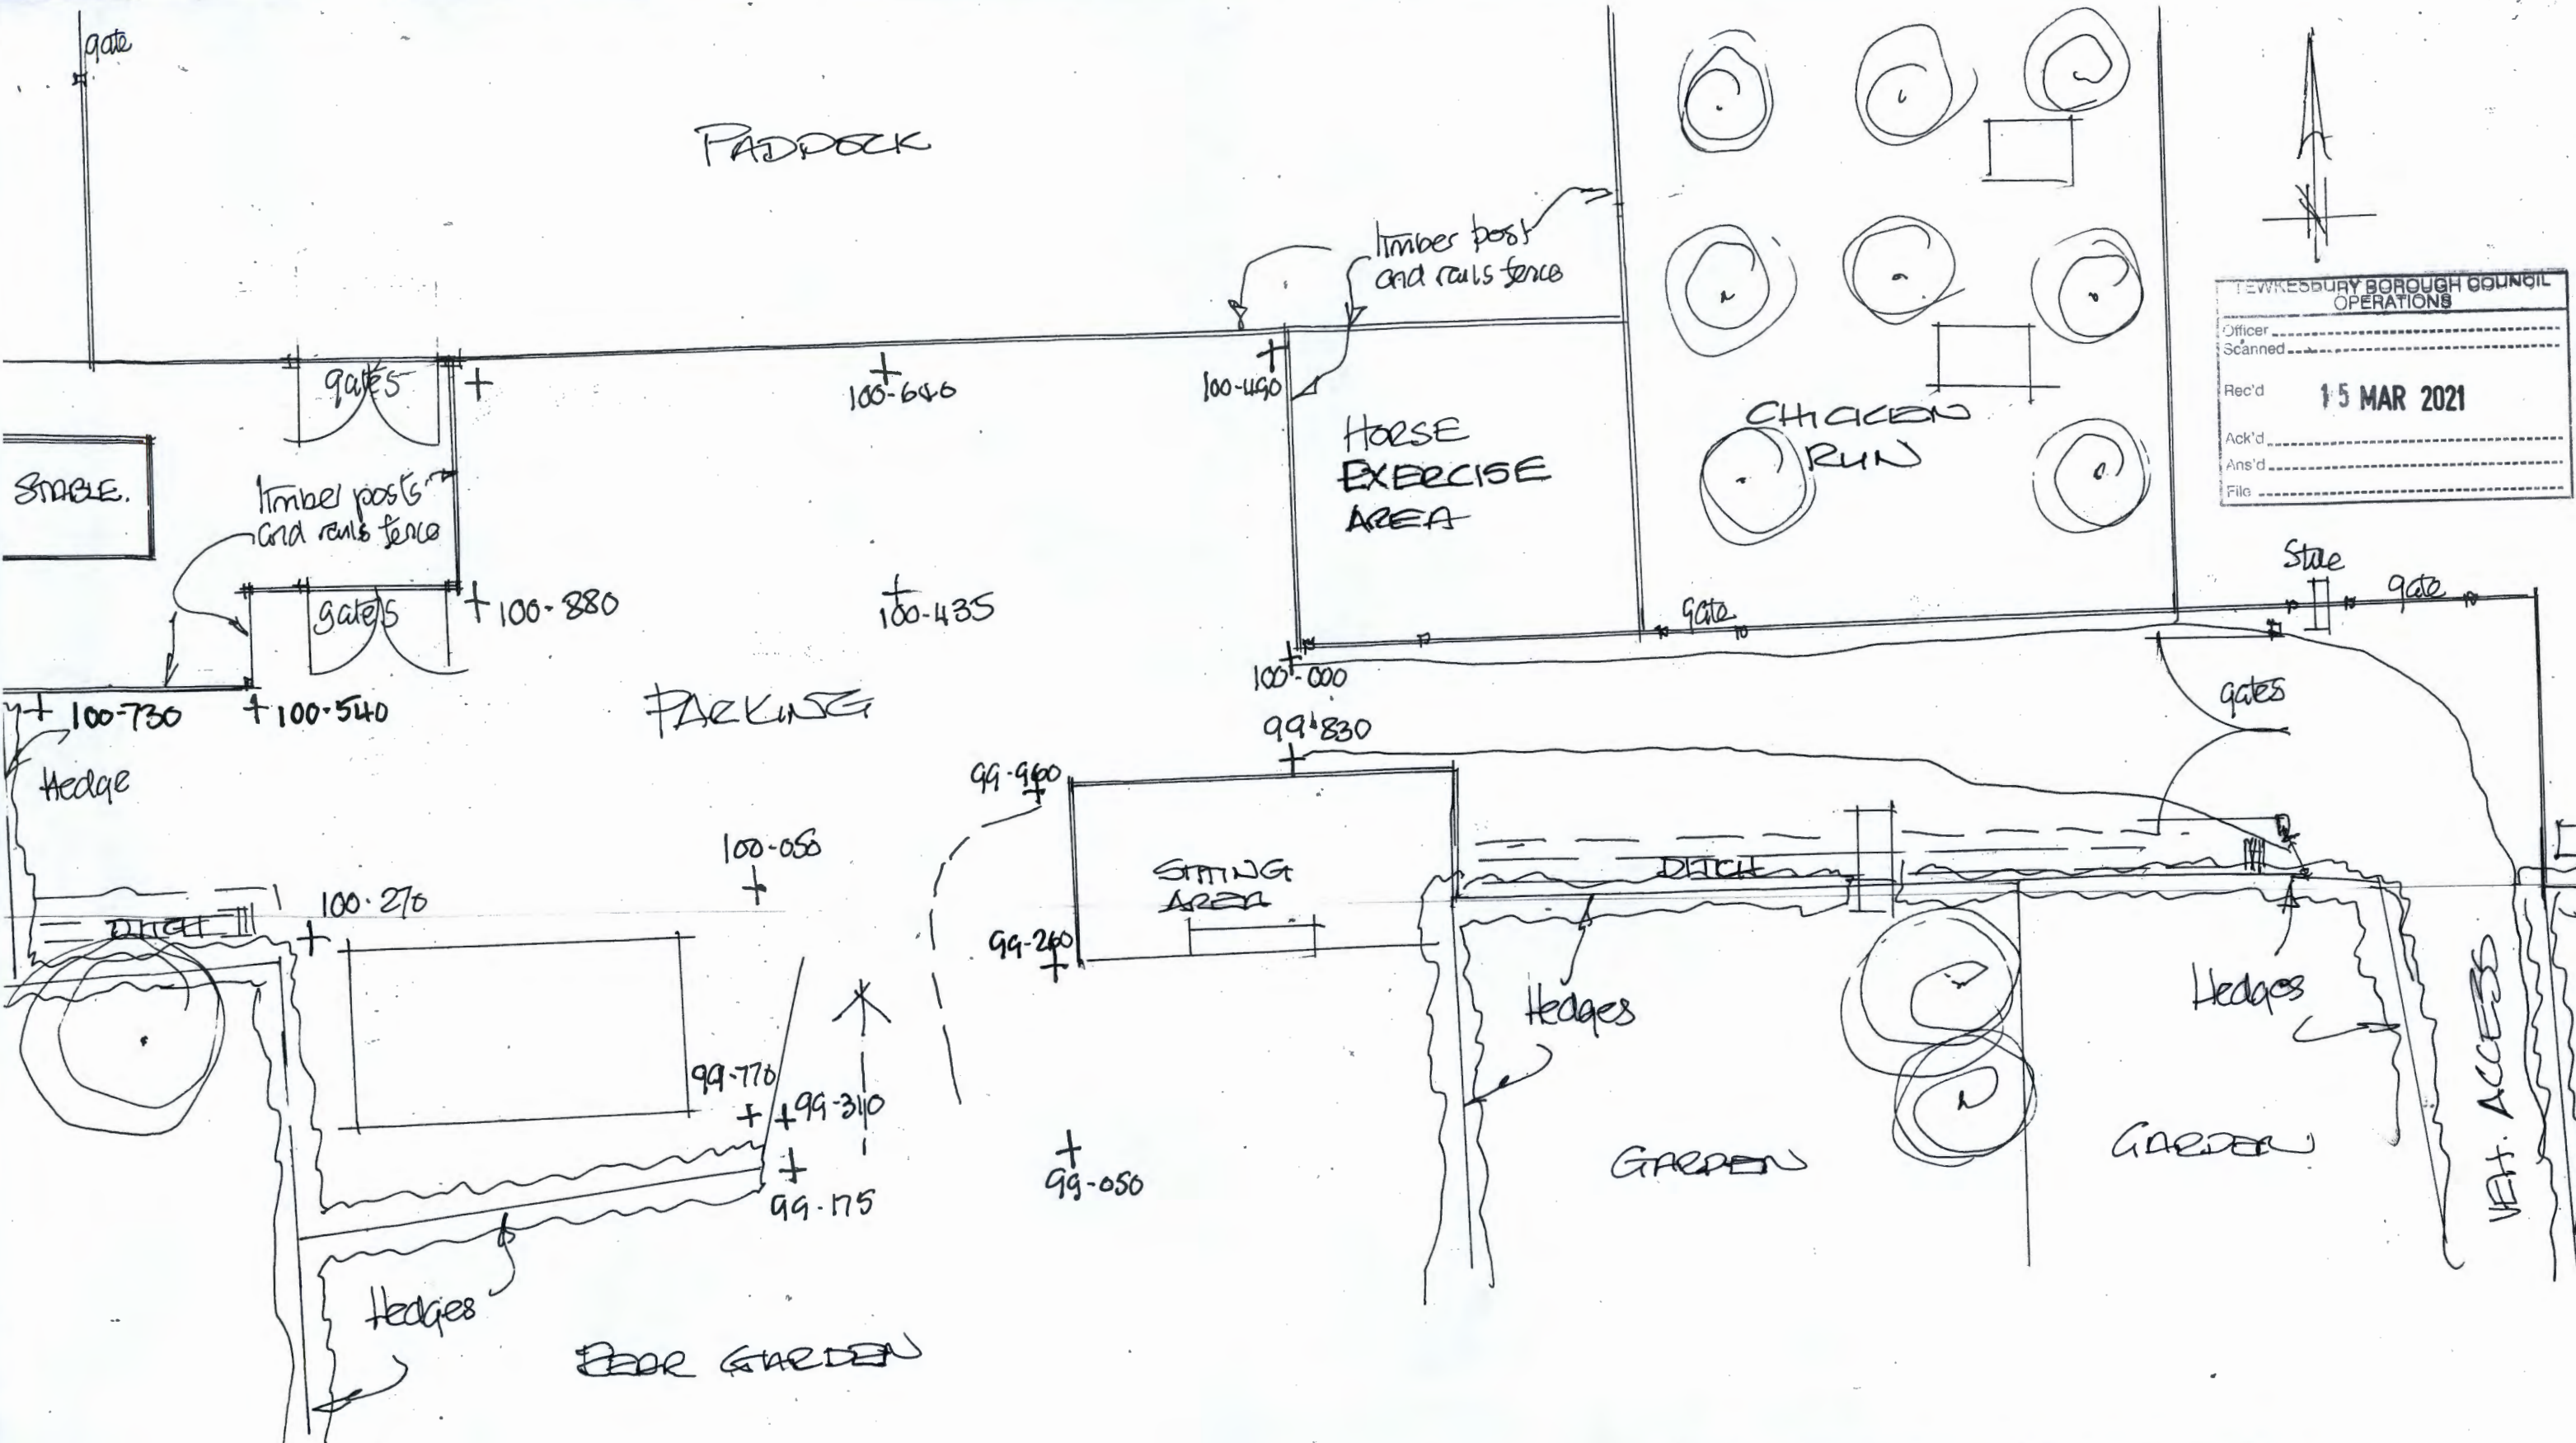 gate
PADDOCK
timber post
and rails fence
TEWKESBURY BOROUGH COUNCIL
OPERATIONS
Officer
Scanned
Rec'd 15 MAR 2021
Ack'd
Ans'd
File
gates
100-640
100-490
HORSE
EXERCISE
AREA
CHICKEN
RUN
STABLE.
timber posts
and rails fence
Stile
gate
gates
100-880
100-435
gate
100-730
100-540
PARKING
100-000
99-830
gates
Hedge
99-960
100-050
SITTING
AREA
DITCH
100-270
DITCH
99-260
Hedges
Hedges
VEH. ACCESS
99-770
99-310
99-050
99-175
GARDEN
GARDEN
Hedges
REAR GARDEN